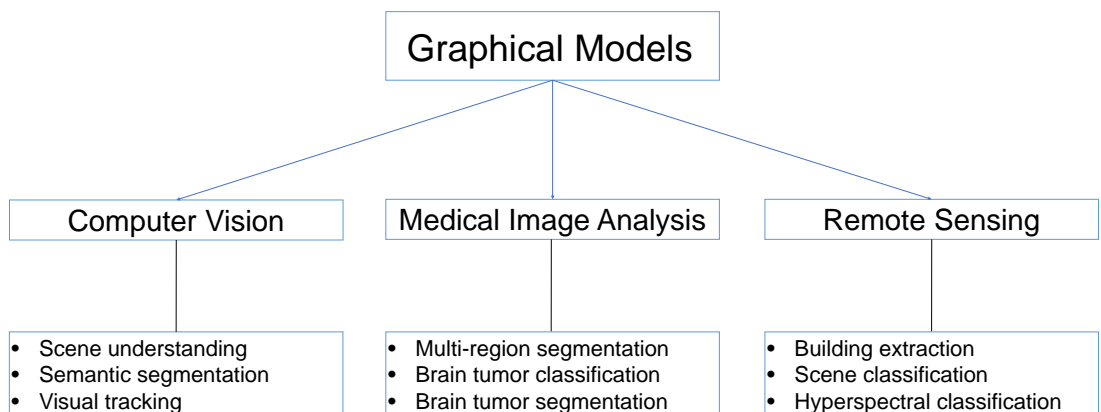 Graphical Models
Computer Vision
Medical Image Analysis
Remote Sensing
• Scene understanding
• Semantic segmentation
• Visual tracking
• Multi-region segmentation
• Brain tumor classification
• Brain tumor segmentation
• Building extraction
• Scene classification
• Hyperspectral classification